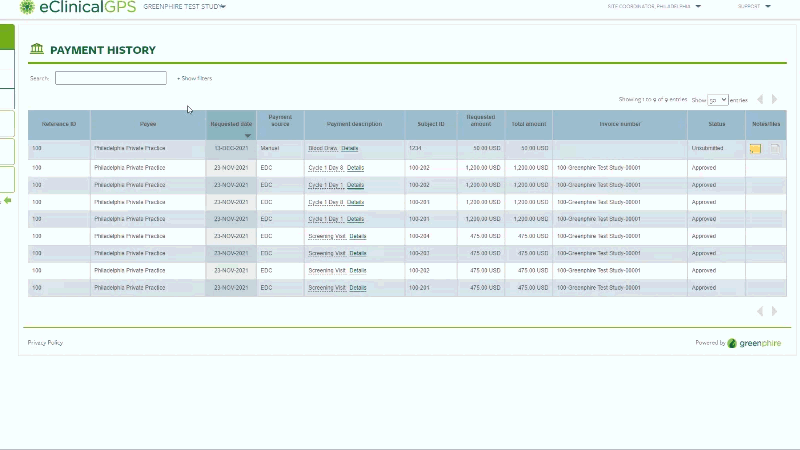 eClinicalGPS GREENPHIRE TEST STUDY SITE COORDINATOR, PHILADELPHIA SUPPORT
PAYMENT HISTORY
Search: + Show filters
Showing 1 to 9 of 9 entries Show 50 entries
Reference ID Payee Requested date Payment source Payment description Subject ID Requested amount Total amount Invoice number Status Notes/files
100 Philadelphia Private Practice 13-DEC-2021 Manual Blood Draw Details 1234 50.00 USD 50.00 USD Unsubmitted
100 Philadelphia Private Practice 23-NOV-2021 EDC Cycle 1 Day 8 Details 100-202 1,200.00 USD 1,200.00 USD 100-Greenphire Test Study-00001 Approved
100 Philadelphia Private Practice 23-NOV-2021 EDC Cycle 1 Day 1 Details 100-202 1,200.00 USD 1,200.00 USD 100-Greenphire Test Study-00001 Approved
100 Philadelphia Private Practice 23-NOV-2021 EDC Cycle 1 Day 8 Details 100-201 1,200.00 USD 1,200.00 USD 100-Greenphire Test Study-00001 Approved
100 Philadelphia Private Practice 23-NOV-2021 EDC Cycle 1 Day 1 Details 100-201 1,200.00 USD 1,200.00 USD 100-Greenphire Test Study-00001 Approved
100 Philadelphia Private Practice 23-NOV-2021 EDC Screening Visit Details 100-204 475.00 USD 475.00 USD 100-Greenphire Test Study-00001 Approved
100 Philadelphia Private Practice 23-NOV-2021 EDC Screening Visit Details 100-203 475.00 USD 475.00 USD 100-Greenphire Test Study-00001 Approved
100 Philadelphia Private Practice 23-NOV-2021 EDC Screening Visit Details 100-202 475.00 USD 475.00 USD 100-Greenphire Test Study-00001 Approved
100 Philadelphia Private Practice 23-NOV-2021 EDC Screening Visit Details 100-201 475.00 USD 475.00 USD 100-Greenphire Test Study-00001 Approved
Privacy Policy Powered by greenphire